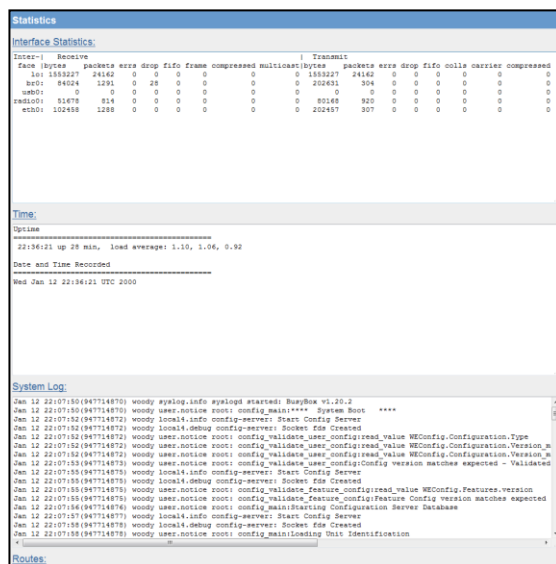 Statistics
Interface Statistics:
Inter-| Receive | Transmit
face |bytes packets errs drop fifo frame compressed multicast|bytes packets errs drop fifo colls carrier compressed
lo: 1553227 24162 0 0 0 0 0 0 1553227 24162 0 0 0 0 0 0
br0: 84024 1291 0 28 0 0 0 0 202631 304 0 0 0 0 0 0
usb0: 0 0 0 0 0 0 0 0 0 0 0 0 0 0 0 0
radio0: 51678 814 0 0 0 0 0 0 80168 920 0 0 0 0 0 0
eth0: 102458 1288 0 0 0 0 0 0 202457 307 0 0 0 0 0 0
Time:
Uptime
==============================================
22:36:21 up 28 min, load average: 1.10, 1.06, 0.92
Date and Time Recorded
==============================================
Wed Jan 12 22:36:21 UTC 2000
System Log:
Jan 12 22:07:50(947714870) woody syslog.info syslogd started: BusyBox v1.20.2
Jan 12 22:07:50(947714870) woody user.notice root: config_main:**** System Boot ****
Jan 12 22:07:52(947714872) woody local4.info config-server: Start Config Server
Jan 12 22:07:52(947714872) woody local4.debug config-server: Socket fds Created
Jan 12 22:07:52(947714872) woody user.notice root: config_validate_user_config:read_value WEConfig.Configuration.Type
Jan 12 22:07:52(947714872) woody user.notice root: config_validate_user_config:read_value WEConfig.Configuration.Version_m
Jan 12 22:07:52(947714872) woody user.notice root: config_validate_user_config:read_value WEConfig.Configuration.Version_m
Jan 12 22:07:53(947714873) woody user.notice root: config_validate_user_config:Config version matches expected - Validated
Jan 12 22:07:55(947714875) woody local4.info config-server: Start Config Server
Jan 12 22:07:55(947714875) woody local4.debug config-server: Socket fds Created
Jan 12 22:07:55(947714875) woody user.notice root: config_validate_feature_config:read_value WEConfig.Features.version
Jan 12 22:07:55(947714875) woody user.notice root: config_validate_feature_config:Feature Config version matches expected
Jan 12 22:07:56(947714876) woody user.notice root: config_main:Starting Configuration Server Database
Jan 12 22:07:57(947714877) woody local4.info config-server: Start Config Server
Jan 12 22:07:58(947714878) woody local4.debug config-server: Socket fds Created
Jan 12 22:07:58(947714878) woody user.notice root: config_main:Loading Unit Identification
Routes: